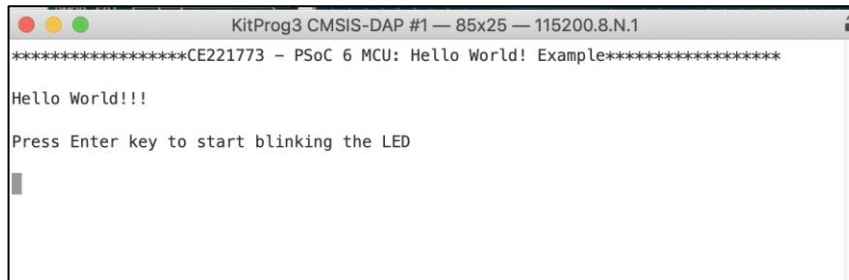 KitProg3 CMSIS-DAP #1 — 85x25 — 115200.8.N.1
******************CE221773 - PSoC 6 MCU: Hello World! Example******************
Hello World!!!
Press Enter key to start blinking the LED